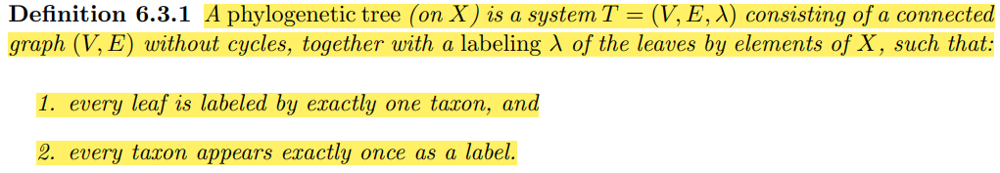 Definition 6.3.1 A phylogenetic tree (on X) is a system T = (V, E, λ) consisting of a connected
graph (V, E) without cycles, together with a labeling λ of the leaves by elements of X, such that:
1. every leaf is labeled by exactly one taxon, and
2. every taxon appears exactly once as a label.